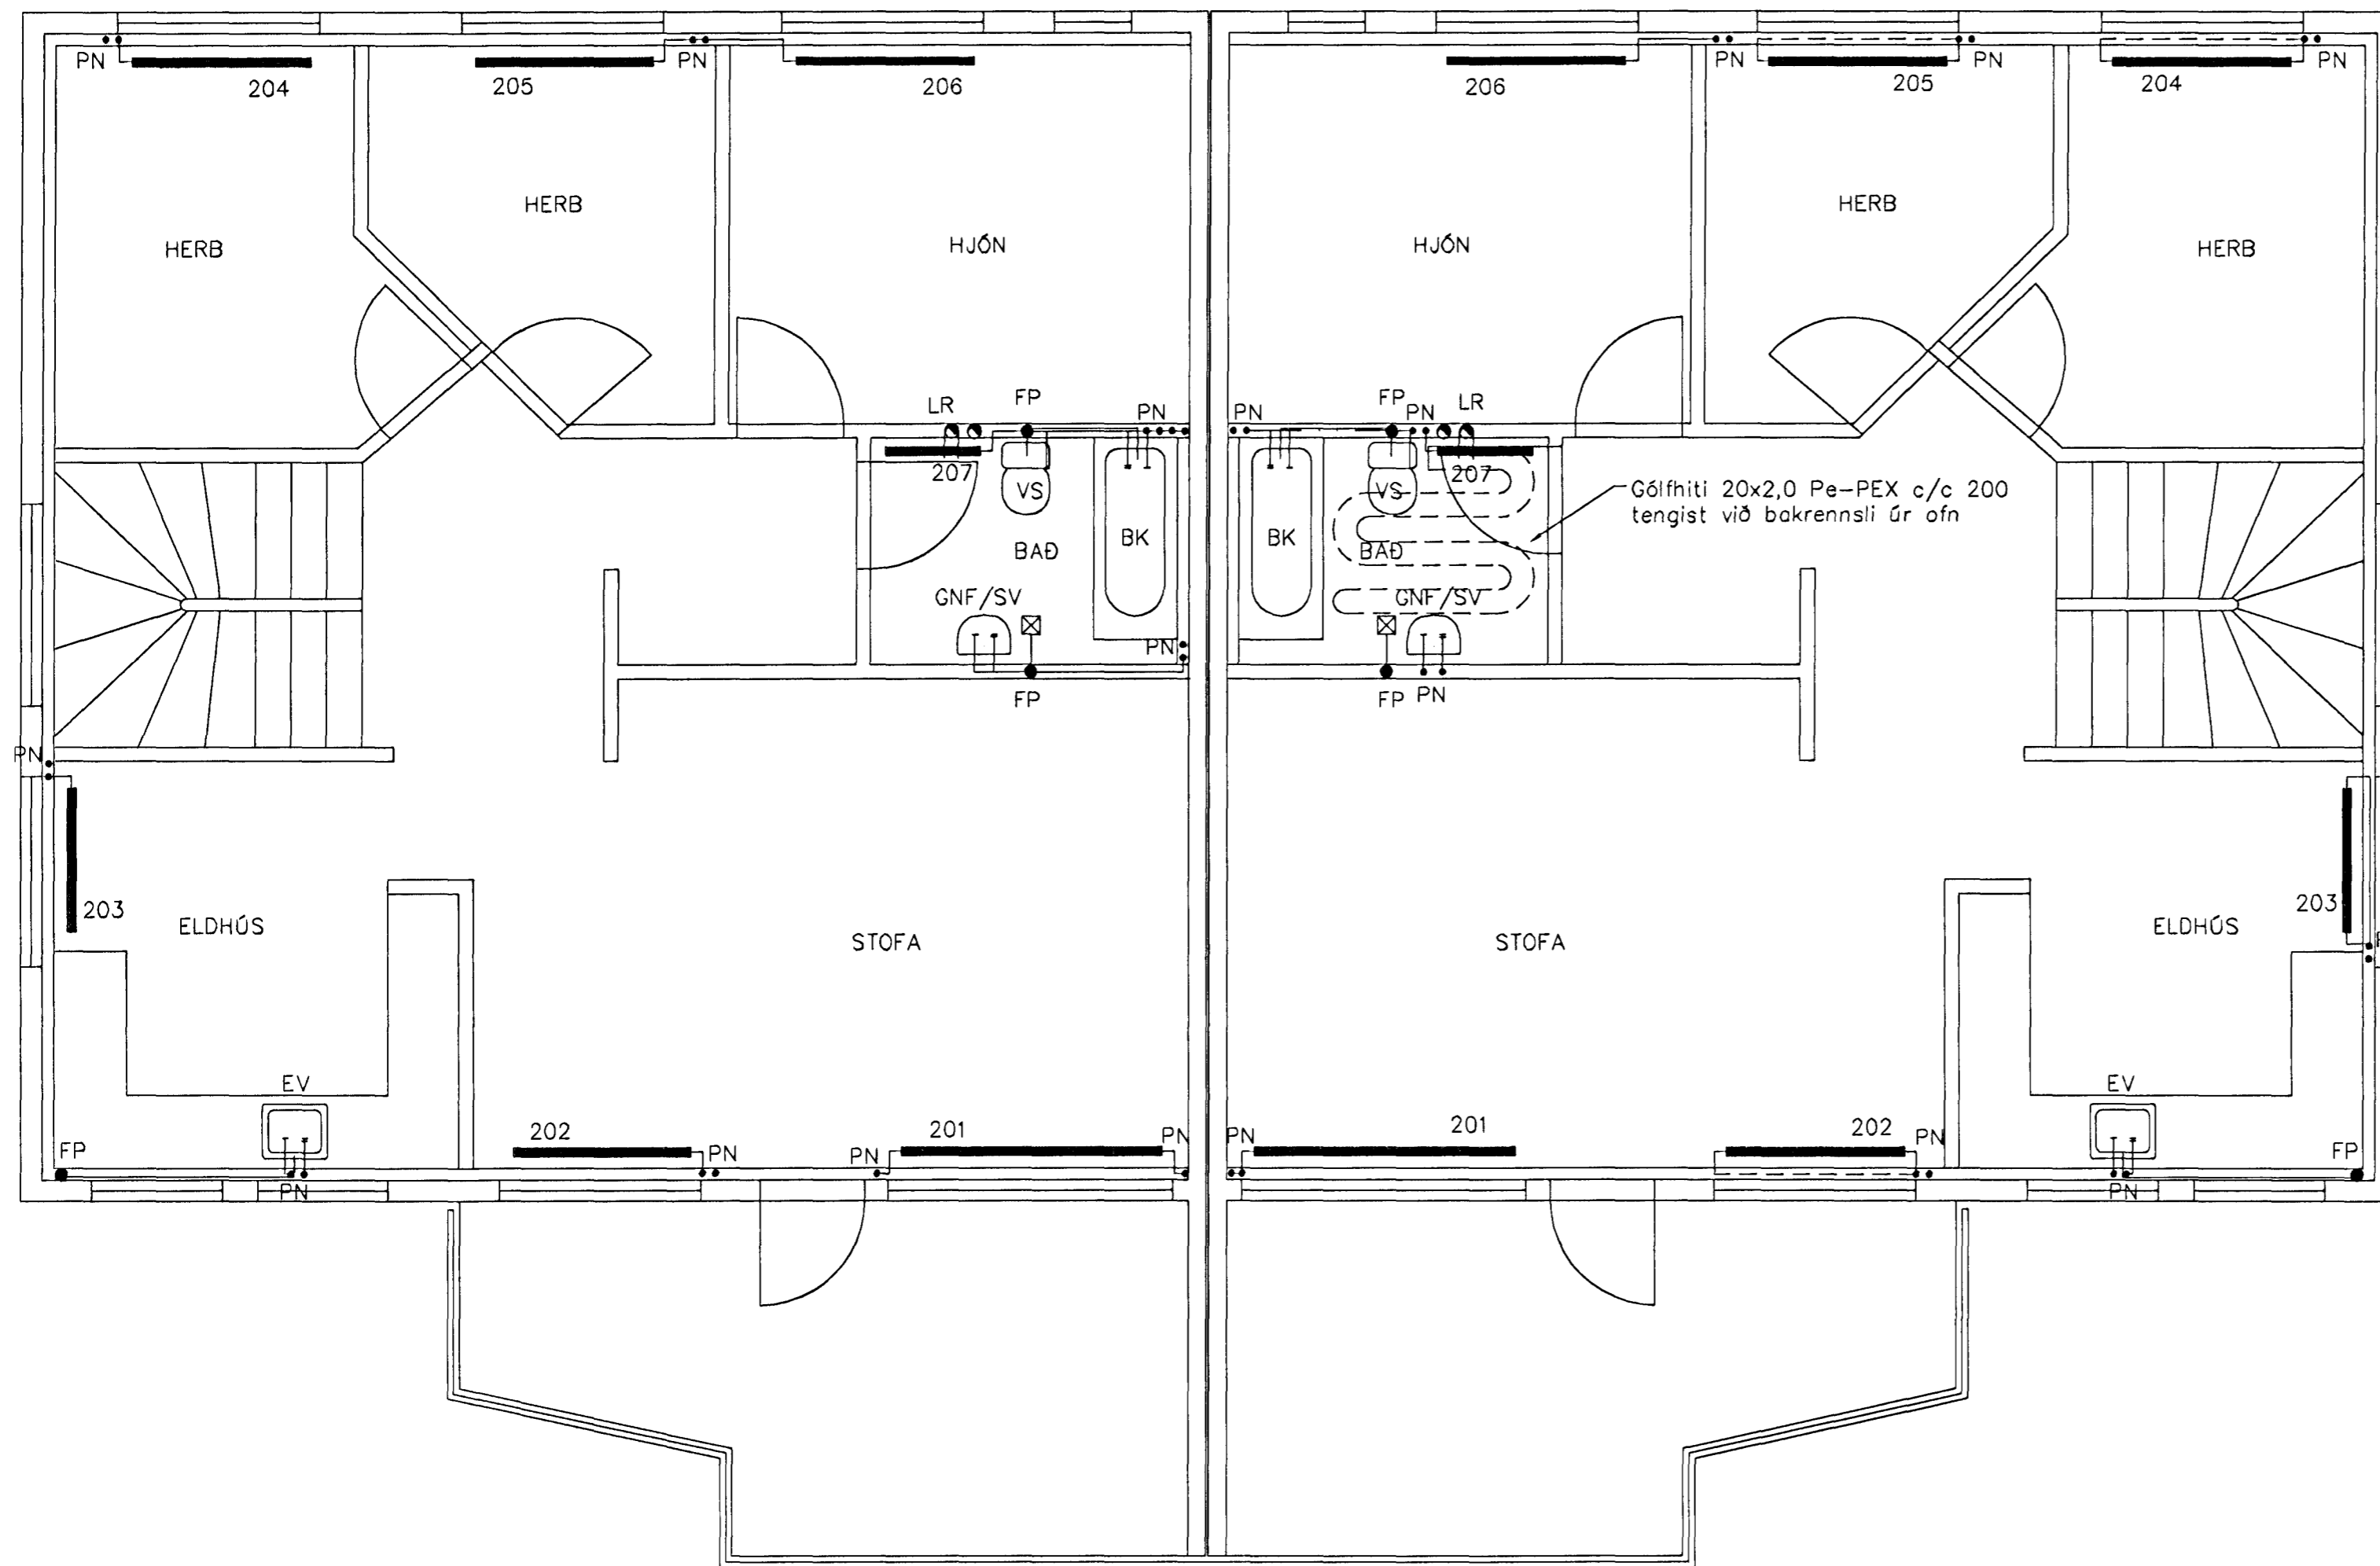 PN
204
205
PN
206
206
PN
205
PN
204
PN
HERB
HERB
HJÓN
HJÓN
HERB
HERB
LR
FP
PN
PN
FP
PN
LR
207
VS
BK
BAÐ
GNF/SV
PN
FP
BK
VS
207
BAÐ
GNF/SV
FP
PN
Gólfhiti 20x2,0 Pe-PEX c/c 200
tengist við bakrennsli úr ofn
PN
203
ELDHÚS
STOFA
STOFA
ELDHÚS
203
EV
EV
FP
PN
202
PN
PN
201
PN
PN
201
202
PN
PN
FP